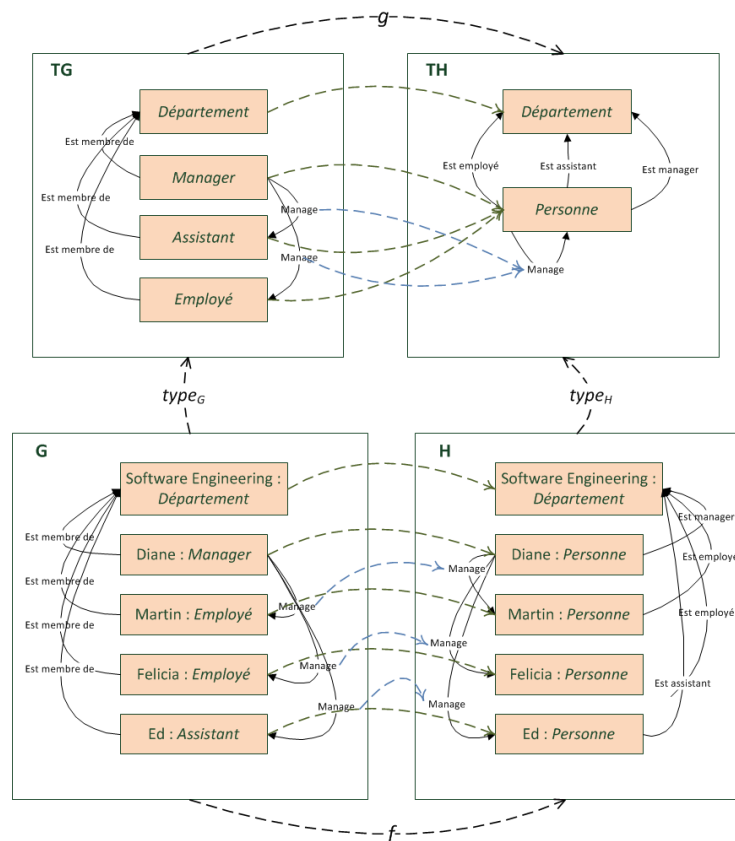 g
TG
TH
Département
Département
Est membre de
Est employé
Est assistant
Est manager
Manager
Est membre de
Manage
Personne
Assistant
Est membre de
Manage
Manage
Employé
typeG
typeH
G
H
Software Engineering :
Département
Software Engineering :
Département
Est manager
Est membre de
Diane : Manager
Diane : Personne
Est employé
Manage
Est membre de
Martin : Employé
Manage
Martin : Personne
Est employé
Est membre de
Manage
Manage
Est membre de
Felicia : Employé
Felicia : Personne
Est assistant
Manage
Manage
Ed : Assistant
Ed : Personne
f